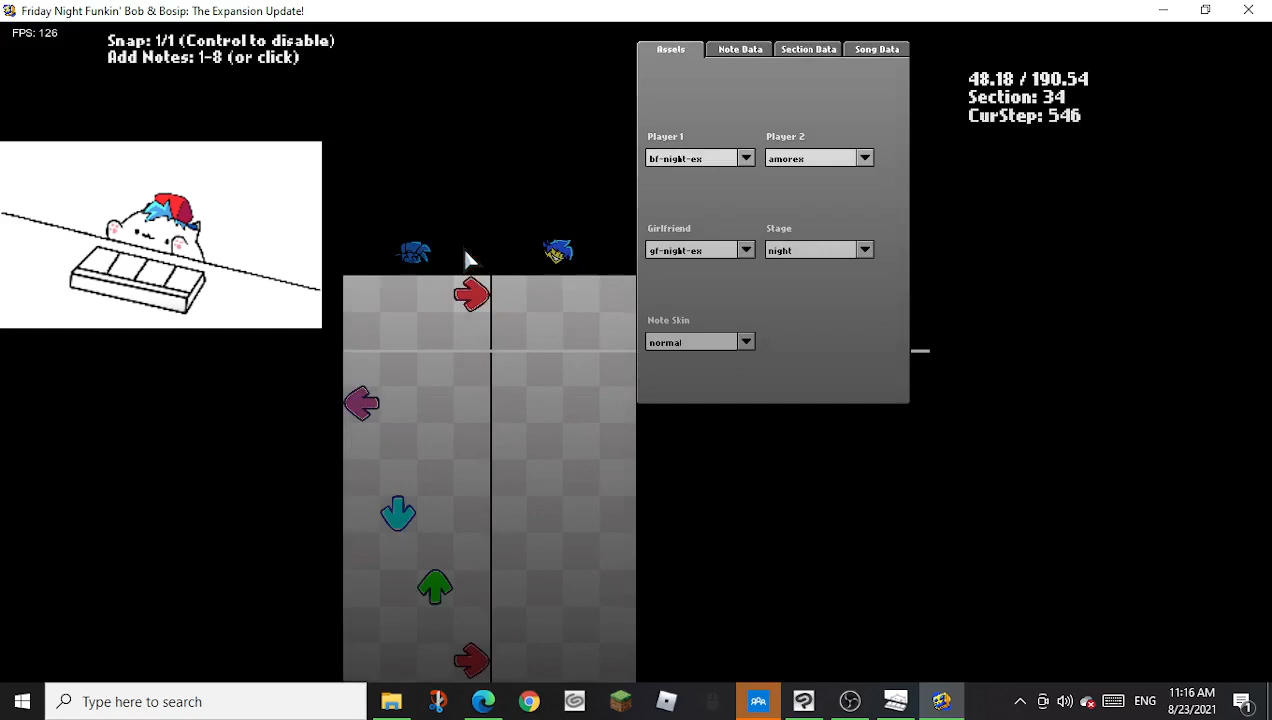 Friday Night Funkin' Bob & Bosip: The Expansion Update!
FPS: 126
Snap: 1/1 (Control to disable)
Add Notes: 1-8 (or click)
Assets
Note Data
Section Data
Song Data
48.18 / 190.54
Section: 34
CurStep: 546
Player 1
Player 2
bf-night-ex
amorex
Girlfriend
Stage
gf-night-ex
night
Note Skin
normal
Type here to search
ENG
11:16 AM
8/23/2021
1